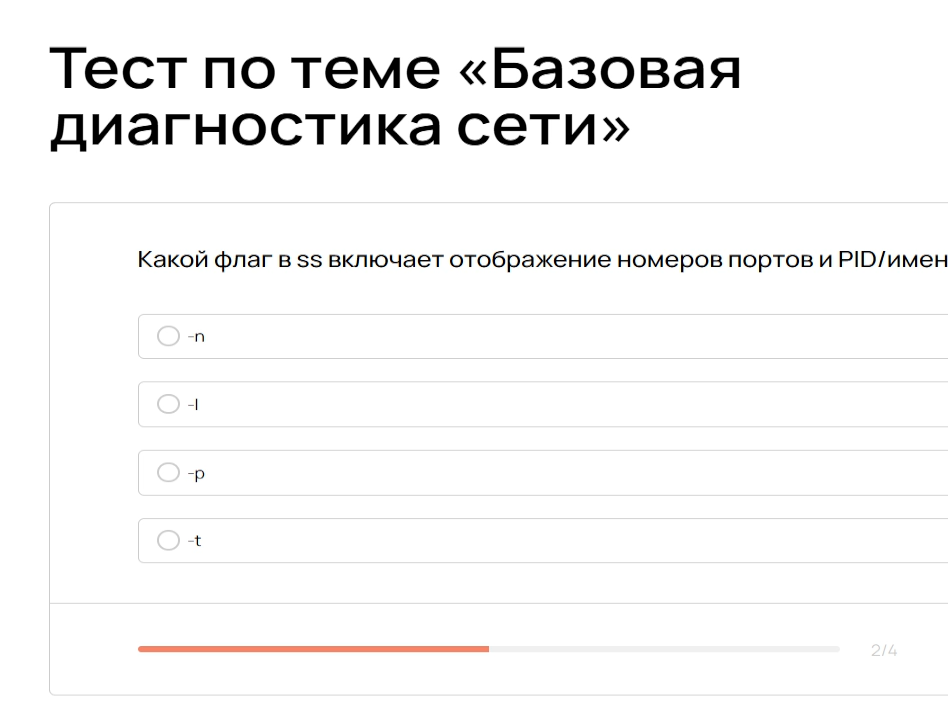 Тест по теме «Базовая
диагностика сети»
Какой флаг в ss включает отображение номеров портов и PID/имен
-n
-l
-p
-t
2/4